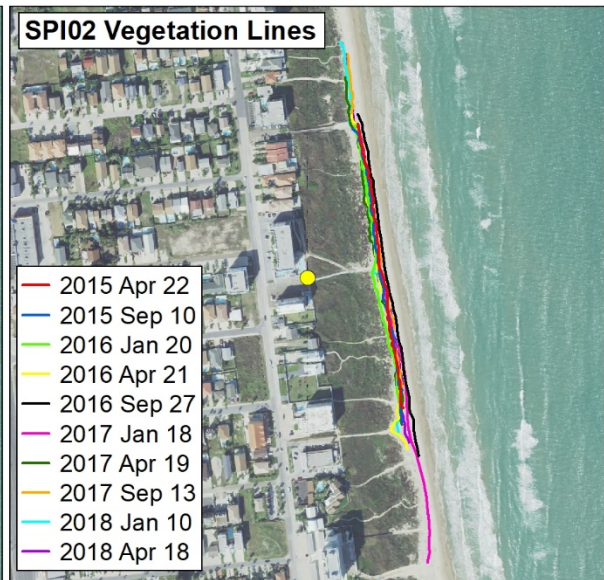 SPI02 Vegetation Lines
2015 Apr 22
2015 Sep 10
2016 Jan 20
2016 Apr 21
2016 Sep 27
2017 Jan 18
2017 Apr 19
2017 Sep 13
2018 Jan 10
2018 Apr 18